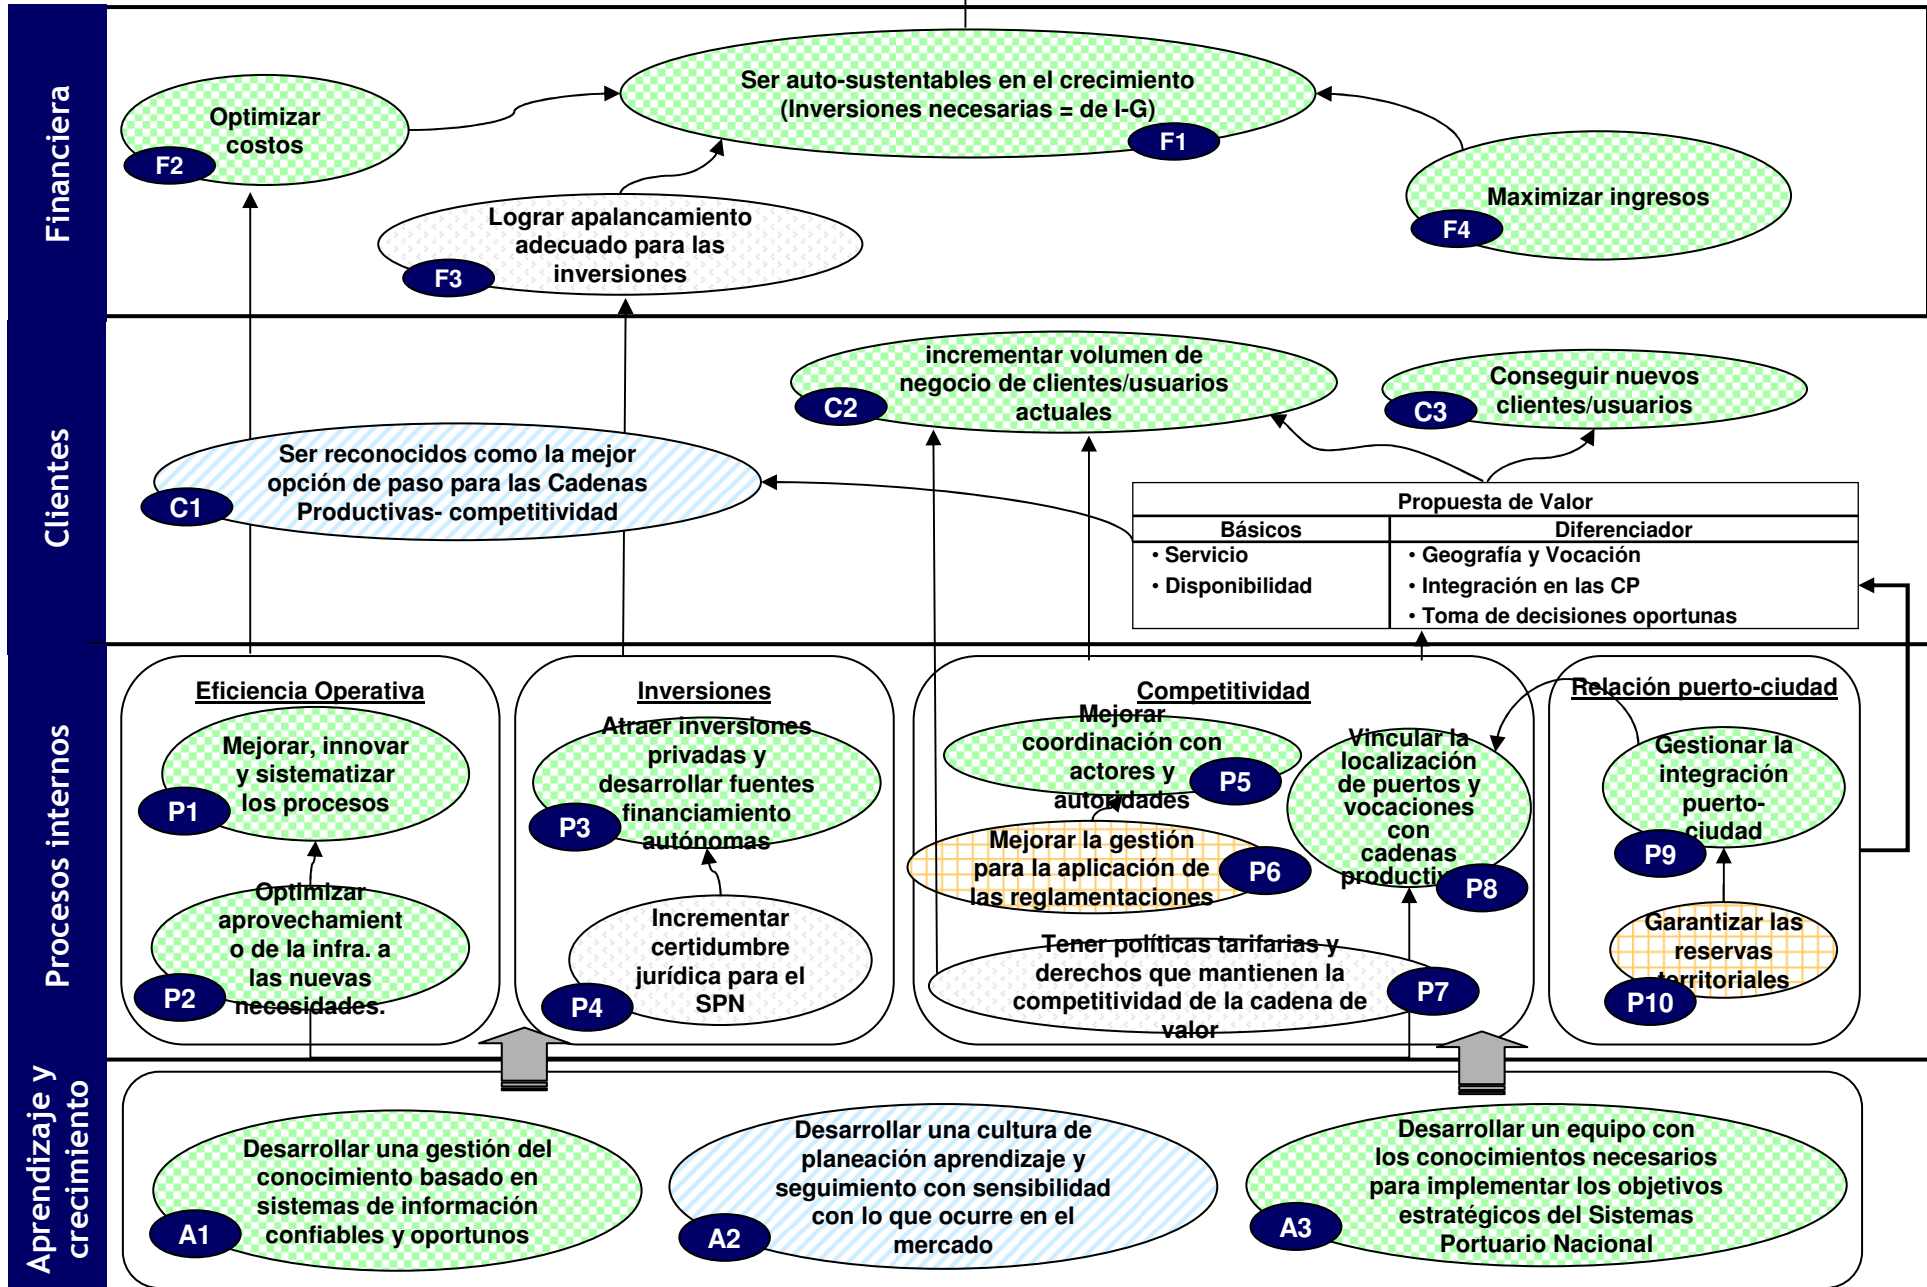 Financiera
Ser auto-sustentables en el crecimiento
(Inversiones necesarias = de I-G)
F1
Optimizar
costos
F2
Lograr apalancamiento
adecuado para las
inversiones
F3
Maximizar ingresos
F4
Clientes
incrementar volumen de
negocio de clientes/usuarios
actuales
C2
Conseguir nuevos
clientes/usuarios
C3
Ser reconocidos como la mejor
opción de paso para las Cadenas
Productivas- competitividad
C1
Propuesta de Valor
Básicos
Diferenciador
• Servicio
• Disponibilidad
• Geografía y Vocación
• Integración en las CP
• Toma de decisiones oportunas
Procesos internos
Eficiencia Operativa
Mejorar, innovar
y sistematizar
los procesos
P1
Optimizar
aprovechamient
o de la infra. a
las nuevas
necesidades.
P2
Inversiones
Atraer inversiones
privadas y
desarrollar fuentes
financiamiento
autónomas
P3
Incrementar
certidumbre
jurídica para el
SPN
P4
Competitividad
Mejorar
coordinación con
actores y
autoridades
P5
Mejorar la gestión
para la aplicación de
las reglamentaciones
P6
Tener políticas tarifarias y
derechos que mantienen la
competitividad de la cadena de
valor
P7
Vincular la
localización
de puertos y
vocaciones
con
cadenas
productiv
P8
Relación puerto-ciudad
Gestionar la
integración
puerto-
ciudad
P9
Garantizar las
reservas
territoriales
P10
Aprendizaje y
crecimiento
Desarrollar una gestión del
conocimiento basado en
sistemas de información
confiables y oportunos
A1
Desarrollar una cultura de
planeación aprendizaje y
seguimiento con sensibilidad
con lo que ocurre en el
mercado
A2
Desarrollar un equipo con
los conocimientos necesarios
para implementar los objetivos
estratégicos del Sistemas
Portuario Nacional
A3